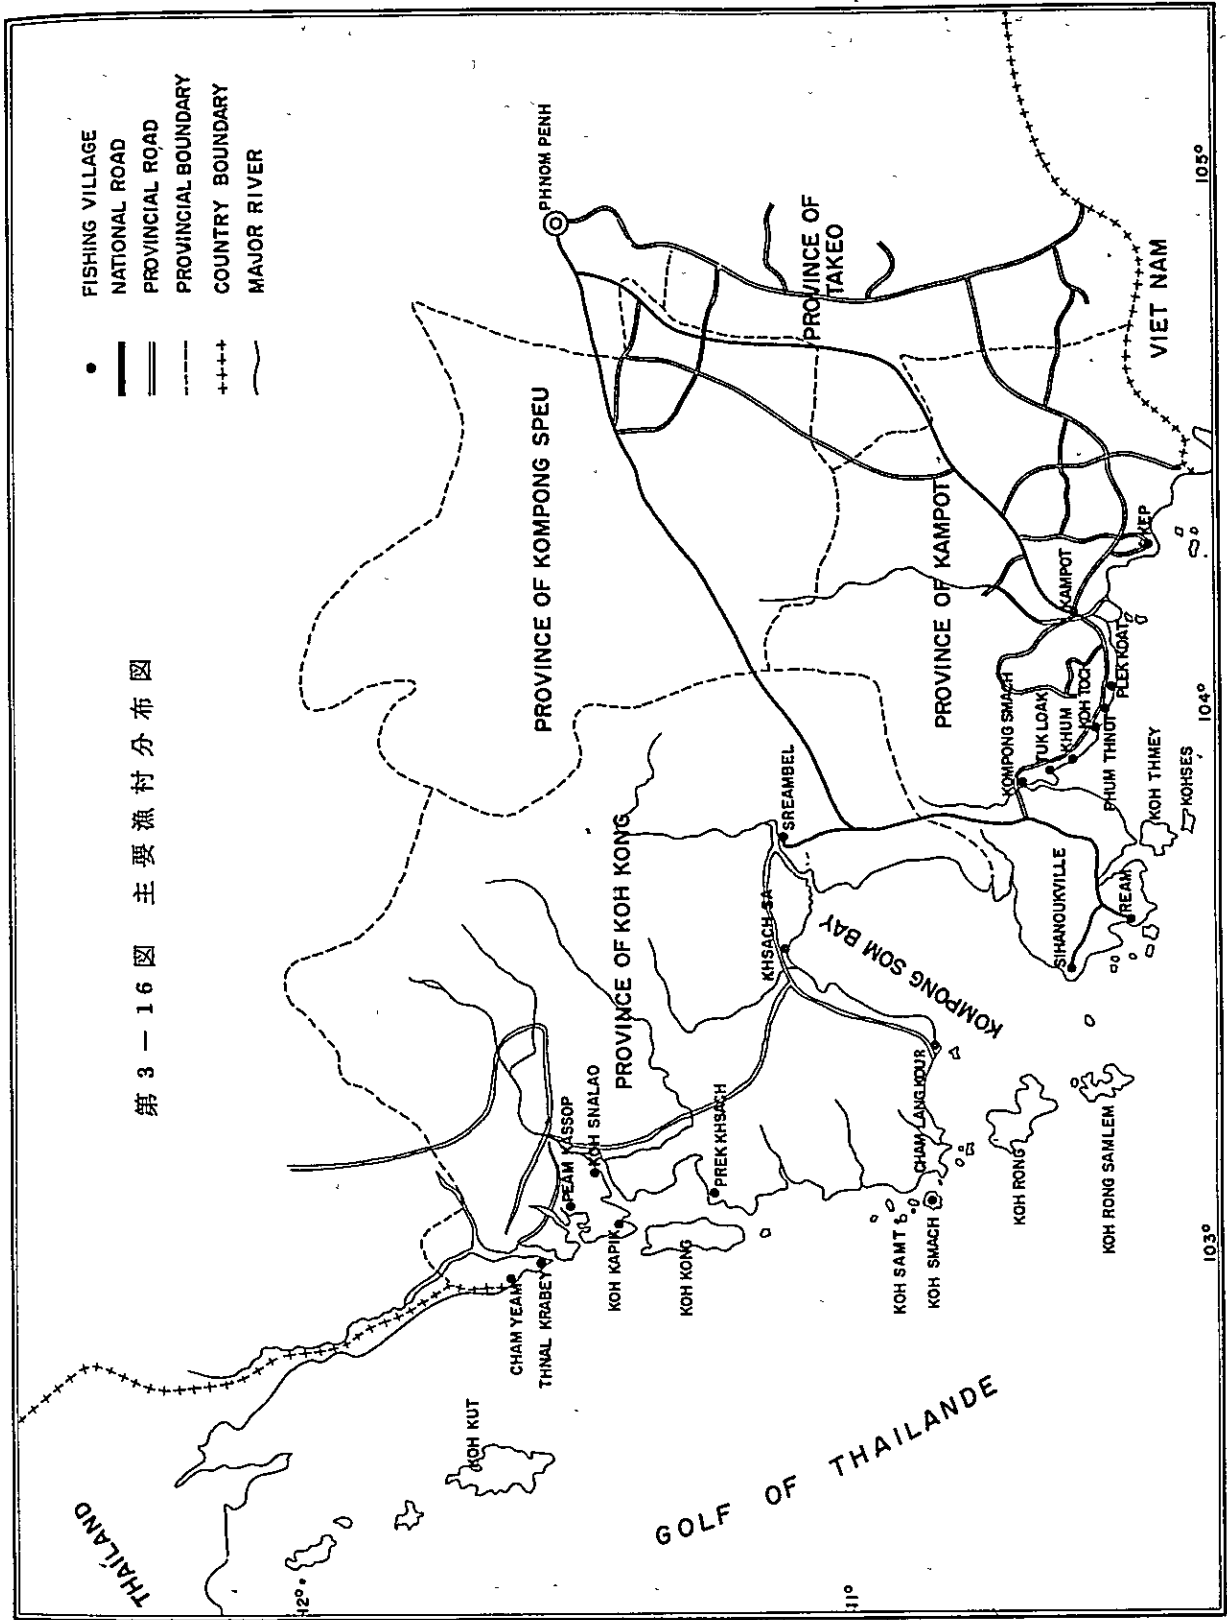 第3－16図　主要漁村分布図
FISHING VILLAGE
NATIONAL ROAD
PROVINCIAL ROAD
PROVINCIAL BOUNDARY
COUNTRY BOUNDARY
MAJOR RIVER
THAILAND
12°
KOH KUT
CHAM YEAM
THNAL KRABEY
PEAM KASSOP
KOH SNALAO
KOH KAPIK
KOH KONG
PREK KHSACH
PROVINCE OF KOH KONG
PROVINCE OF KOMPONG SPEU
PHNOM PENH
PROVINCE OF
TAKEO
PROVINCE OF KAMPOT
SREAMBEL
KHSACH SA
KOMPONG SOM BAY
CHAM LANG KOUR
KOH SAMT
KOH SMACH
KOH RONG
KOH RONG SAMLEM
GOLF OF THAILANDE
11°
SIHANOUKVILLE
REAM
KOMPONG SMACH
TUK LOAK
KHUM
KOH TOCH
PHUM THNOT
PLEK KDAT
KAMPOT
KEP
KOH THMEY
KOHSES
VIET NAM
103°
104°
105°